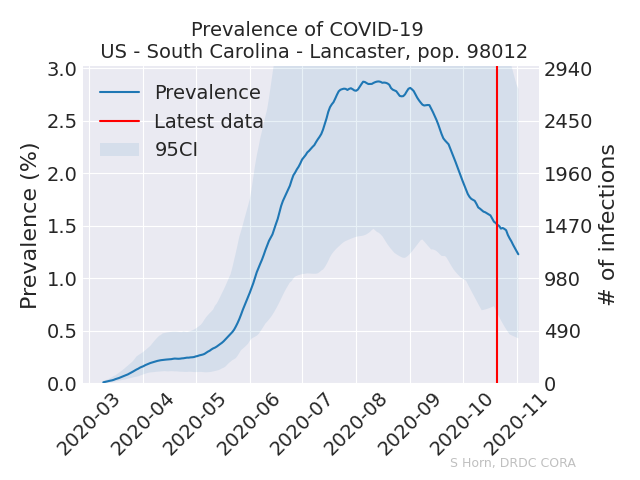 Prevalence of COVID-19
US - South Carolina - Lancaster, pop. 98012
Prevalence
Latest data
95CI
Prevalence (%)
3.0
2.5
2.0
1.5
1.0
0.5
0.0
2940
2450
1960
1470
980
490
0
# of infections
2020-03
2020-04
2020-05
2020-06
2020-07
2020-08
2020-09
2020-10
2020-11
S Horn, DRDC CORA